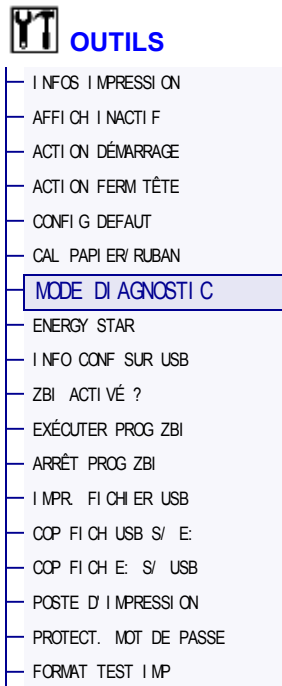 OUTILS
INFOS IMPRESSION
AFFICH INACTIF
ACTION DÉMARRAGE
ACTION FERM TÊTE
CONFIG DEFAUT
CAL PAPIER/RUBAN
MODE DIAGNOSTIC
ENERGY STAR
INFO CONF SUR USB
ZBI ACTIVÉ ?
EXÉCUTER PROG ZBI
ARRÊT PROG ZBI
IMPR. FICHIER USB
COP FICH USB S/ E:
COP FICH E: S/ USB
POSTE D'IMPRESSION
PROTECT. MOT DE PASSE
FORMAT TEST IMP